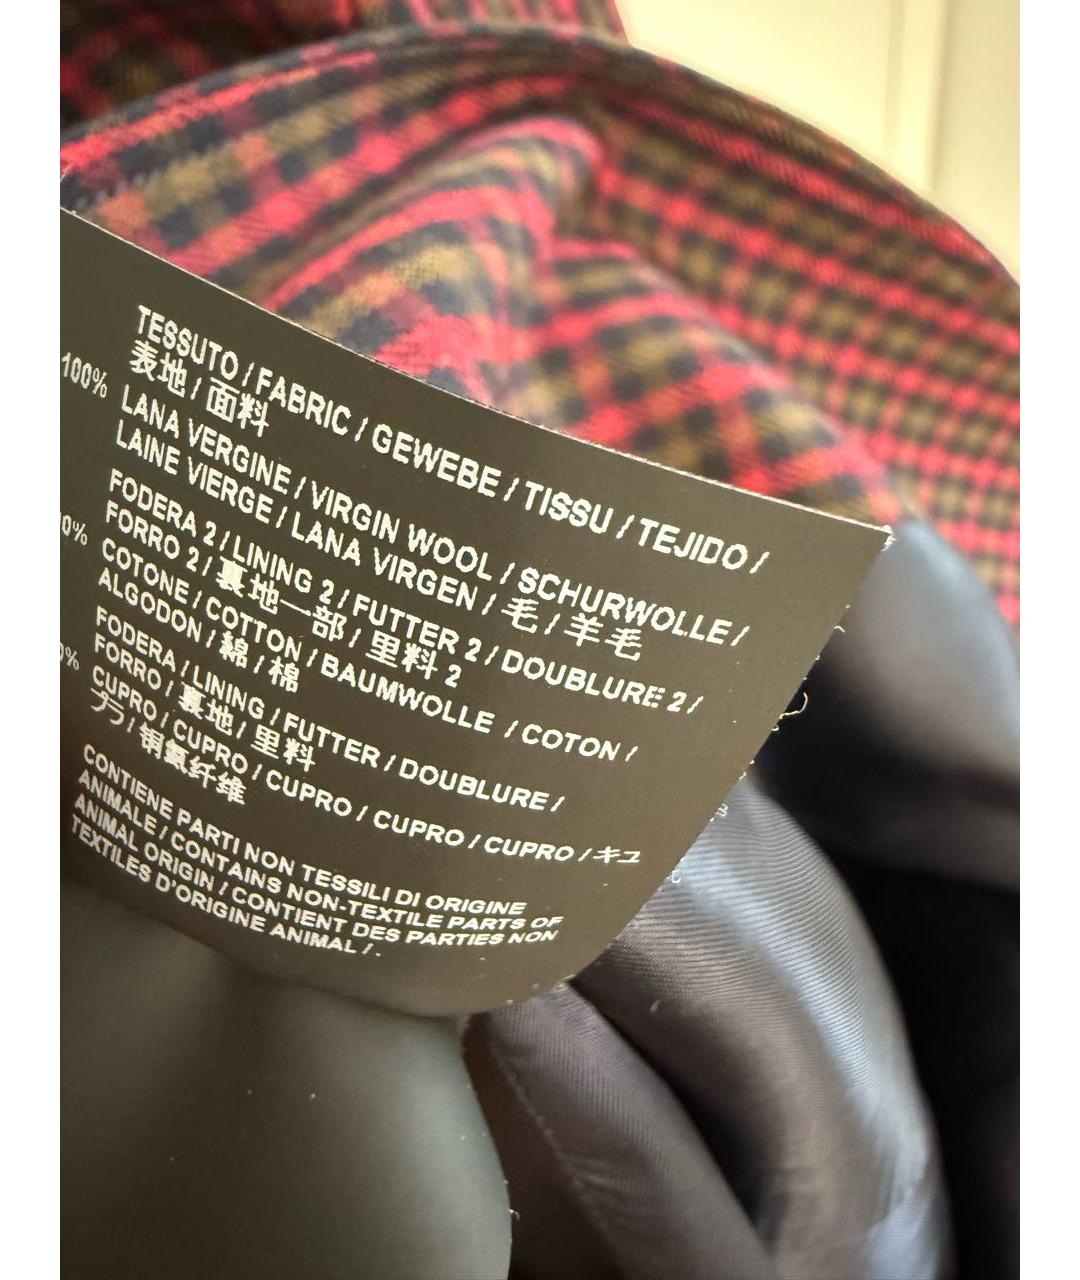 TESSUTO / FABRIC / GEWEBE / TISSU / TEJIDO /
表地 / 面料
100% LANA VERGINE / VIRGIN WOOL / SCHURWOLLE /
LAINE VIERGE / LANA VIRGEN / 毛 / 羊毛
FODERA 2 / LINING 2 / FUTTER 2 / DOUBLURE 2 /
FORRO 2 / 裏地一部 / 里料 2
0% COTONE / COTTON / BAUMWOLLE / COTON /
ALGODON / 綿 / 棉
FODERA / LINING / FUTTER / DOUBLURE /
FORRO / 裏地 / 里料
0% CUPRO / CUPRO / CUPRO / CUPRO / CUPRO / キュ
プラ / 铜氨纤维
CONTIENE PARTI NON TESSILI DI ORIGINE
ANIMALE / CONTAINS NON-TEXTILE PARTS OF
ANIMAL ORIGIN / CONTIENT DES PARTIES NON
TEXTILES D'ORIGINE ANIMAL / .